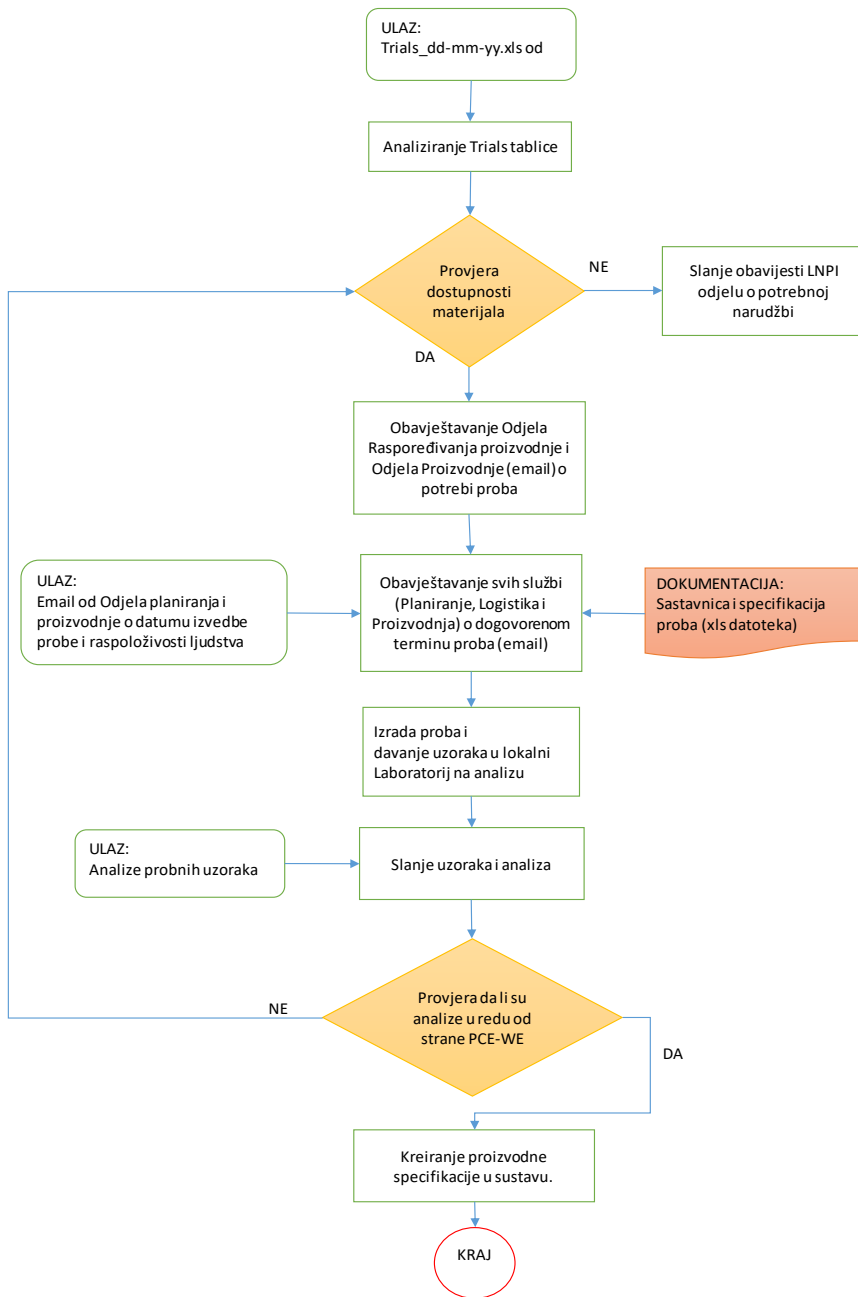 ULAZ:
Trials_dd-mm-yy.xls od
Analiziranje Trials tablice
Provjera
dostupnosti
materijala
NE
Slanje obavijesti LNPI
odjelu o potrebnoj
narudžbi
DA
Obavještavanje Odjela
Raspoređivanja proizvodnje i
Odjela Proizvodnje (email) o
potrebi proba
ULAZ:
Email od Odjela planiranja i
proizvodnje o datumu izvedbe
probe i raspoloživosti ljudstva
Obavještavanje svih službi
(Planiranje, Logistika i
Proizvodnja) o dogovorenom
terminu proba (email)
DOKUMENTACIJA:
Sastavnica i specifikacija
proba (xls datoteka)
Izrada proba i
davanje uzoraka u lokalni
Laboratorij na analizu
ULAZ:
Analize probnih uzoraka
Slanje uzoraka i analiza
NE
Provjera da li su
analize u redu od
strane PCE-WE
DA
Kreiranje proizvodne
specifikacije u sustavu.
KRAJ